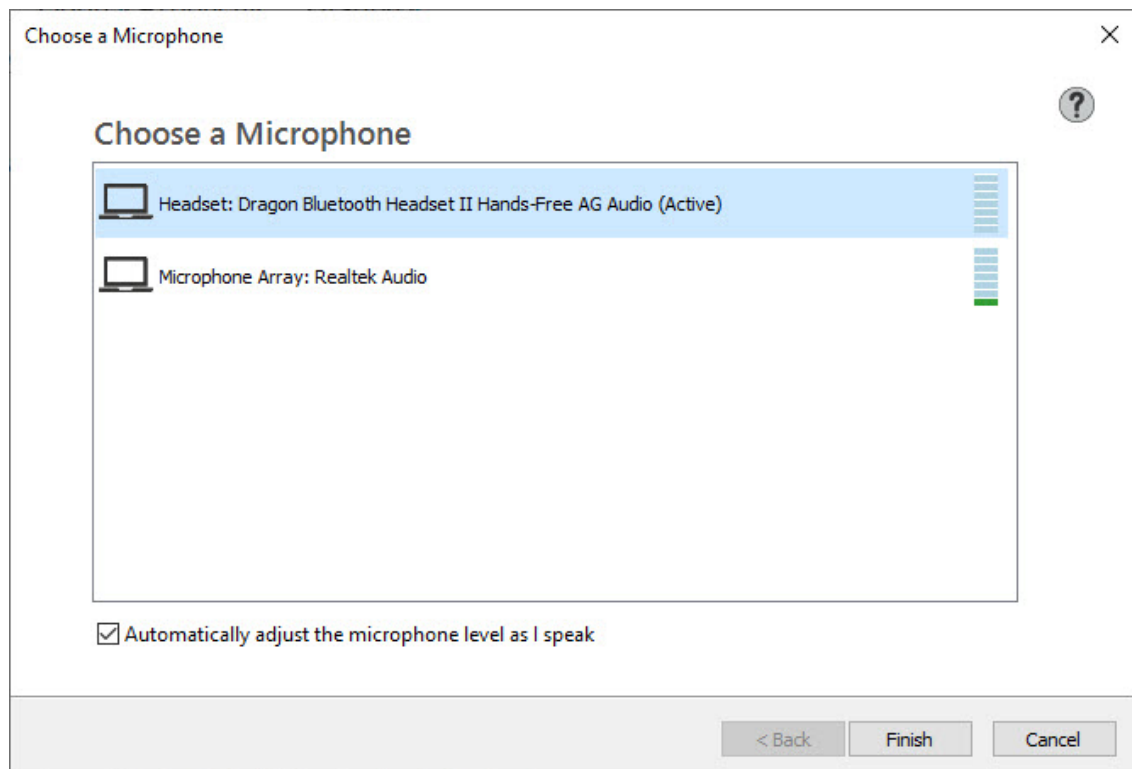 Choose a Microphone
?
Choose a Microphone
Headset: Dragon Bluetooth Headset II Hands-Free AG Audio (Active)
Microphone Array: Realtek Audio
Automatically adjust the microphone level as I speak
< Back Finish Cancel